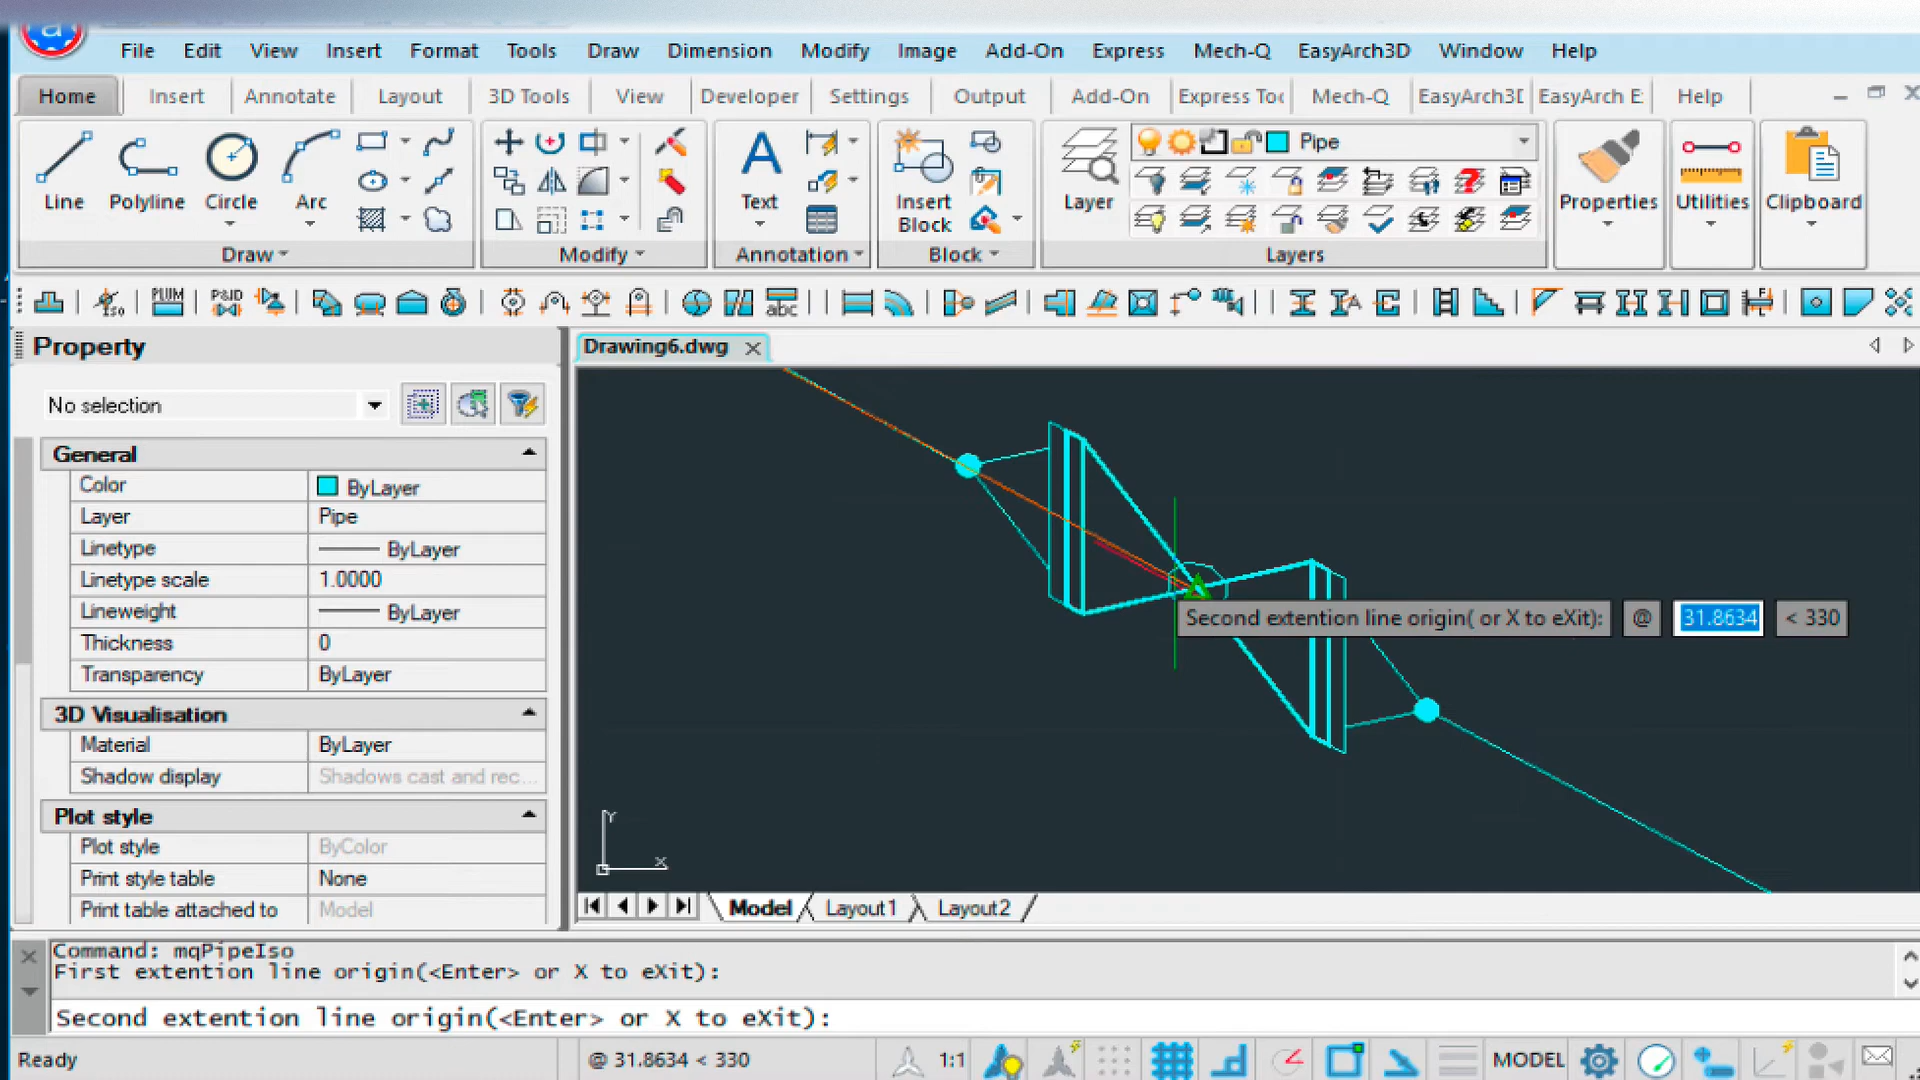 File Edit View Insert Format Tools Draw Dimension Modify Image Add-On Express Mech-Q EasyArch3D Window Help
Home Insert Annotate Layout 3D Tools View Developer Settings Output Add-On Express Toc Mech-Q EasyArch3D EasyArch E Help
Line Polyline Circle Arc
Text
Insert Block
Layer
Pipe
Properties Utilities Clipboard
Draw Modify Annotation Block Layers
PLUM P&ID abc
ISO
Property
No selection
General
Color ByLayer
Layer Pipe
Linetype ByLayer
Linetype scale 1.0000
Lineweight ByLayer
Thickness 0
Transparency ByLayer
3D Visualisation
Material ByLayer
Shadow display Shadows cast and rec...
Plot style
Plot style ByColor
Print style table None
Print table attached to Model
Drawing6.dwg
Second extention line origin( or X to eXit): @ 31.8634 < 330
Y
X
Model Layout1 Layout2
Command: mqPipeIso
First extention line origin(<Enter> or X to eXit):
Second extention line origin(<Enter> or X to eXit):
Ready @ 31.8634 < 330 1:1 MODEL